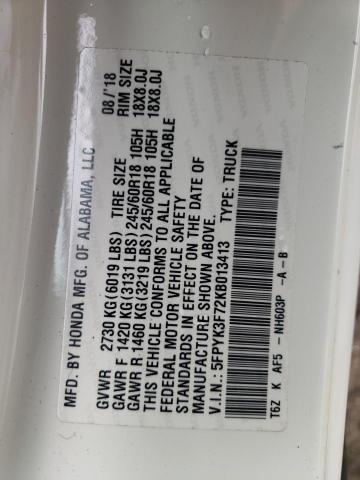 MFD. BY HONDA MFG. OF ALABAMA, LLC 08/'18
GVWR 2730 KG(6019 LBS) TIRE SIZE RIM SIZE
GAWR F 1420 KG(3131 LBS) 245/60R18 105H 18X8.0J
GAWR R 1460 KG(3219 LBS) 245/60R18 105H 18X8.0J
THIS VEHICLE CONFORMS TO ALL APPLICABLE
FEDERAL MOTOR VEHICLE SAFETY
STANDARDS IN EFFECT ON THE DATE OF
MANUFACTURE SHOWN ABOVE.
V.I.N.: 5FPYK3F72KB013413 TYPE: TRUCK
T6Z K AF5 - NH603P -A - B